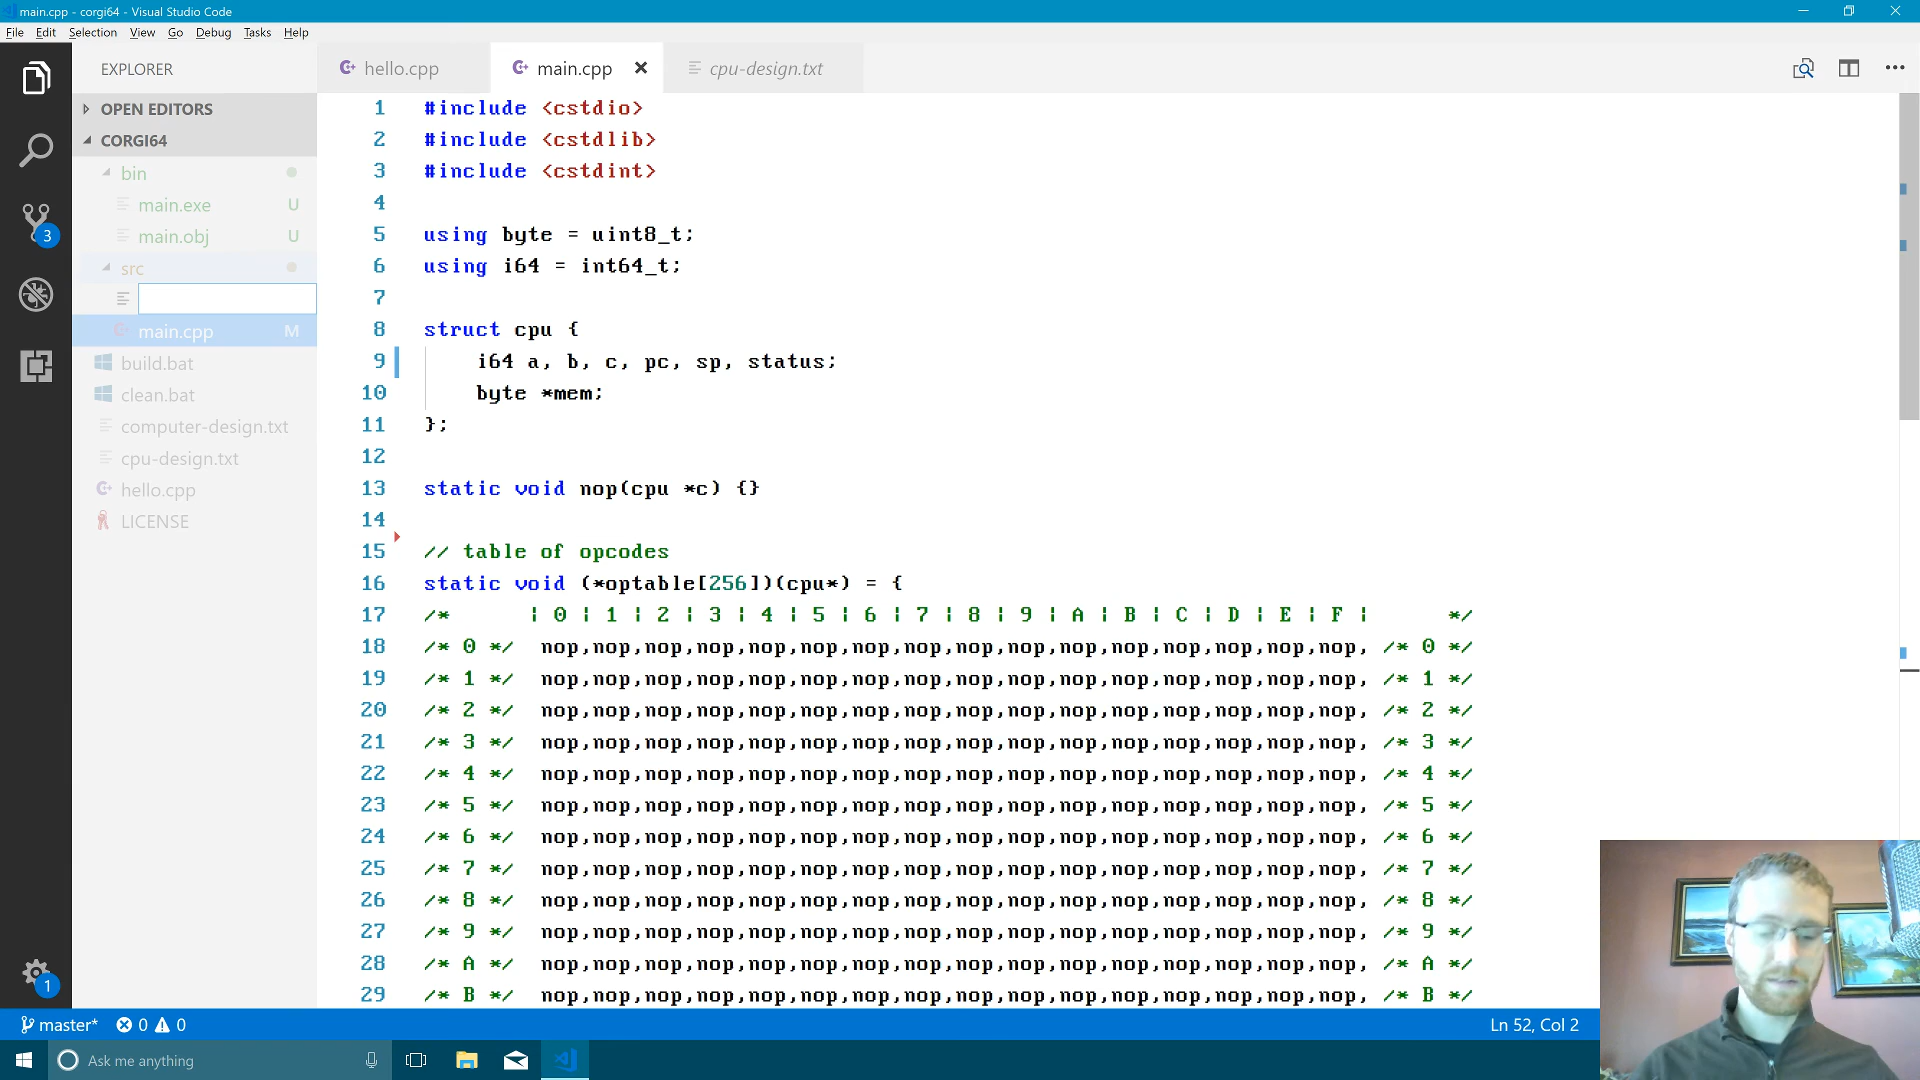 main.cpp - corgi64 - Visual Studio Code
File Edit Selection View Go Debug Tasks Help
EXPLORER
hello.cpp
main.cpp
cpu-design.txt
OPEN EDITORS
CORGI64
bin
main.exe U
main.obj U
src
main.cpp M
build.bat
clean.bat
computer-design.txt
cpu-design.txt
hello.cpp
LICENSE
3
1
1 #include <cstdio>
2 #include <cstdlib>
3 #include <cstdint>
4
5 using byte = uint8_t;
6 using i64 = int64_t;
7
8 struct cpu {
9 i64 a, b, c, pc, sp, status;
10 byte *mem;
11 };
12
13 static void nop(cpu *c) {}
14
15 // table of opcodes
16 static void (*optable[256])(cpu*) = {
17 /* | 0 | 1 | 2 | 3 | 4 | 5 | 6 | 7 | 8 | 9 | A | B | C | D | E | F | */
18 /* 0 */ nop,nop,nop,nop,nop,nop,nop,nop,nop,nop,nop,nop,nop,nop,nop,nop, /* 0 */
19 /* 1 */ nop,nop,nop,nop,nop,nop,nop,nop,nop,nop,nop,nop,nop,nop,nop,nop, /* 1 */
20 /* 2 */ nop,nop,nop,nop,nop,nop,nop,nop,nop,nop,nop,nop,nop,nop,nop,nop, /* 2 */
21 /* 3 */ nop,nop,nop,nop,nop,nop,nop,nop,nop,nop,nop,nop,nop,nop,nop,nop, /* 3 */
22 /* 4 */ nop,nop,nop,nop,nop,nop,nop,nop,nop,nop,nop,nop,nop,nop,nop,nop, /* 4 */
23 /* 5 */ nop,nop,nop,nop,nop,nop,nop,nop,nop,nop,nop,nop,nop,nop,nop,nop, /* 5 */
24 /* 6 */ nop,nop,nop,nop,nop,nop,nop,nop,nop,nop,nop,nop,nop,nop,nop,nop, /* 6 */
25 /* 7 */ nop,nop,nop,nop,nop,nop,nop,nop,nop,nop,nop,nop,nop,nop,nop,nop, /* 7 */
26 /* 8 */ nop,nop,nop,nop,nop,nop,nop,nop,nop,nop,nop,nop,nop,nop,nop,nop, /* 8 */
27 /* 9 */ nop,nop,nop,nop,nop,nop,nop,nop,nop,nop,nop,nop,nop,nop,nop,nop, /* 9 */
28 /* A */ nop,nop,nop,nop,nop,nop,nop,nop,nop,nop,nop,nop,nop,nop,nop,nop, /* A */
29 /* B */ nop,nop,nop,nop,nop,nop,nop,nop,nop,nop,nop,nop,nop,nop,nop,nop, /* B */
master* 0 0
Ln 52, Col 2
Ask me anything